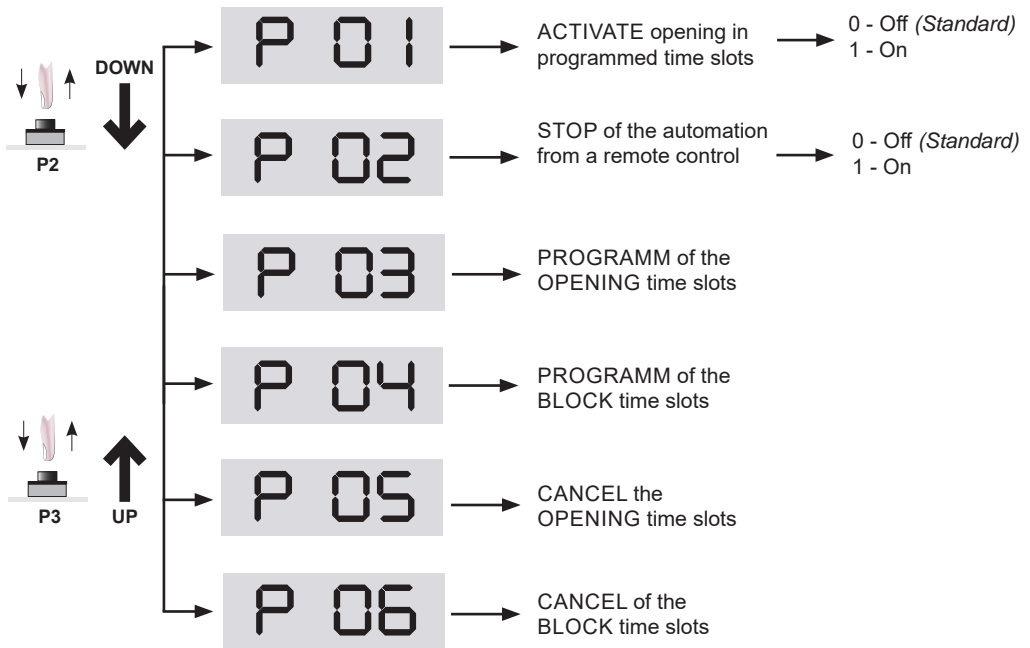 DOWN
P2
P 01
ACTIVATE opening in
programmed time slots
0 - Off (Standard)
1 - On
P 02
STOP of the automation
from a remote control
0 - Off (Standard)
1 - On
P 03
PROGRAMM of the
OPENING time slots
P 04
PROGRAMM of the
BLOCK time slots
P3
UP
P 05
CANCEL the
OPENING time slots
P 06
CANCEL of the
BLOCK time slots